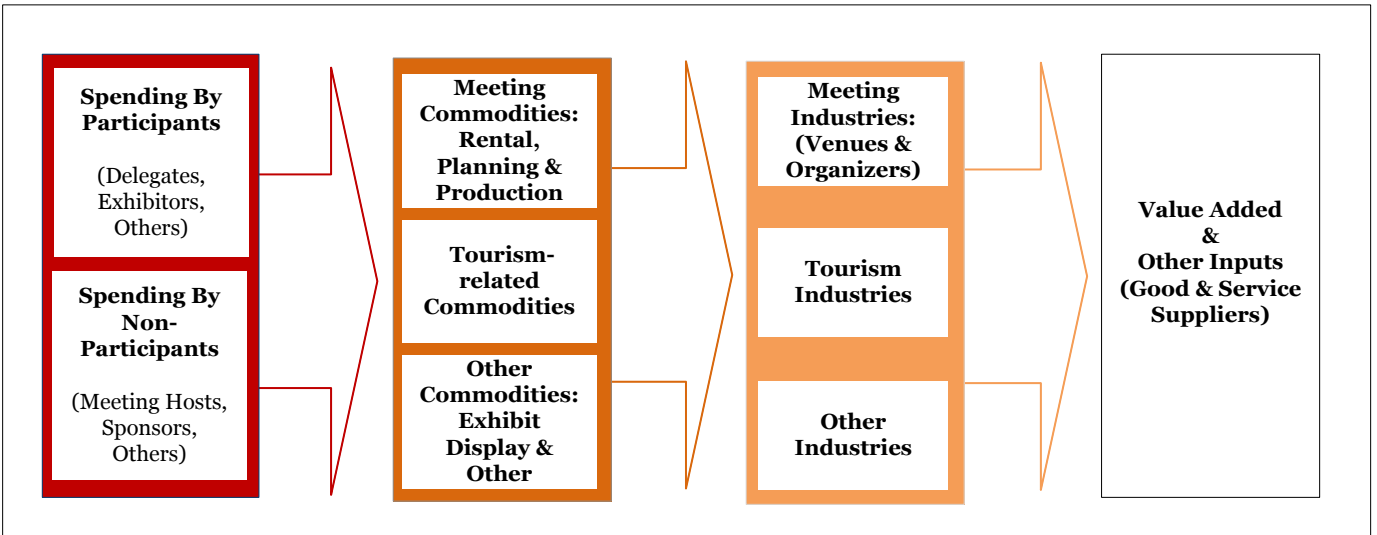 Spending By
Participants
(Delegates,
Exhibitors,
Others)
Spending By
Non-
Participants
(Meeting Hosts,
Sponsors,
Others)
Meeting
Commodities:
Rental,
Planning &
Production
Tourism-
related
Commodities
Other
Commodities:
Exhibit
Display &
Other
Meeting
Industries:
(Venues &
Organizers)
Tourism
Industries
Other
Industries
Value Added
&
Other Inputs
(Good & Service
Suppliers)